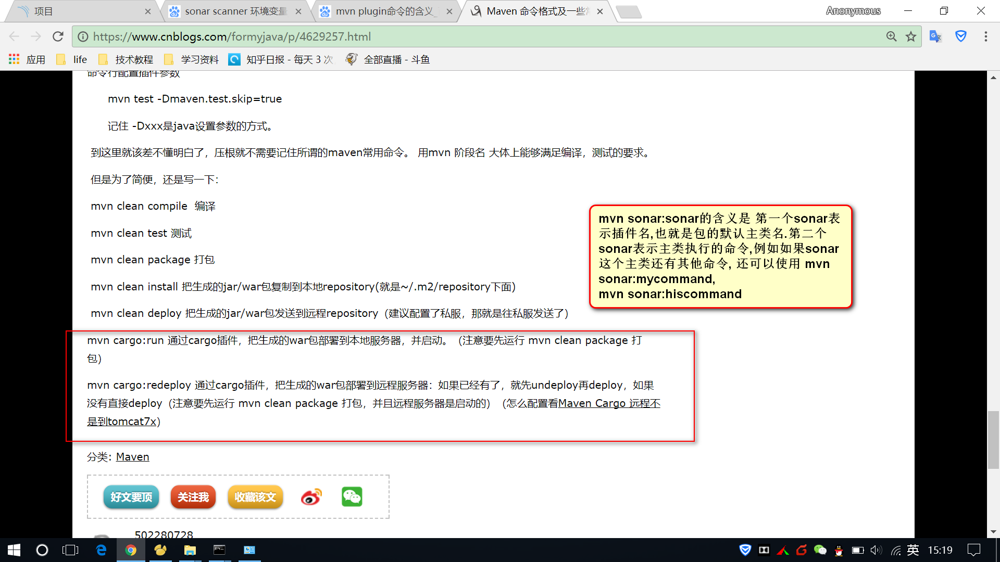 项目
sonar scanner 环境变量
mvn plugin命令的含义_
Maven 命令格式及一些常
Anonymous
https://www.cnblogs.com/formyjava/p/4629257.html
应用
life
技术教程
学习资料
知乎日报 - 每天 3 次
全部直播 - 斗鱼
命令行配置插件参数
mvn test -Dmaven.test.skip=true
记住 -Dxxx是java设置参数的方式。
到这里就该差不懂明白了，压根就不需要记住所谓的maven常用命令。 用mvn 阶段名 大体上能够满足编译，测试的要求。
但是为了简便，还是写一下：
mvn clean compile  编译
mvn clean test 测试
mvn clean package 打包
mvn clean install 把生成的jar/war包复制到本地repository(就是~/.m2/repository下面)
mvn clean deploy 把生成的jar/war包发送到远程repository（建议配置了私服，那就是往私服发送了）
mvn sonar:sonar的含义是 第一个sonar表
示插件名,也就是包的默认主类名.第二个
sonar表示主类执行的命令,例如如果sonar
这个主类还有其他命令, 还可以使用 mvn
sonar:mycommand,
mvn sonar:hiscommand
mvn cargo:run 通过cargo插件，把生成的war包部署到本地服务器，并启动。（注意要先运行 mvn clean package 打
包）
mvn cargo:redeploy 通过cargo插件，把生成的war包部署到远程服务器：如果已经有了，就先undeploy再deploy，如果
没有直接deploy（注意要先运行 mvn clean package 打包，并且远程服务器是启动的）（怎么配置看Maven Cargo 远程不
是到tomcat7x）
分类: Maven
好文要顶
关注我
收藏该文
502280728
英
15:19